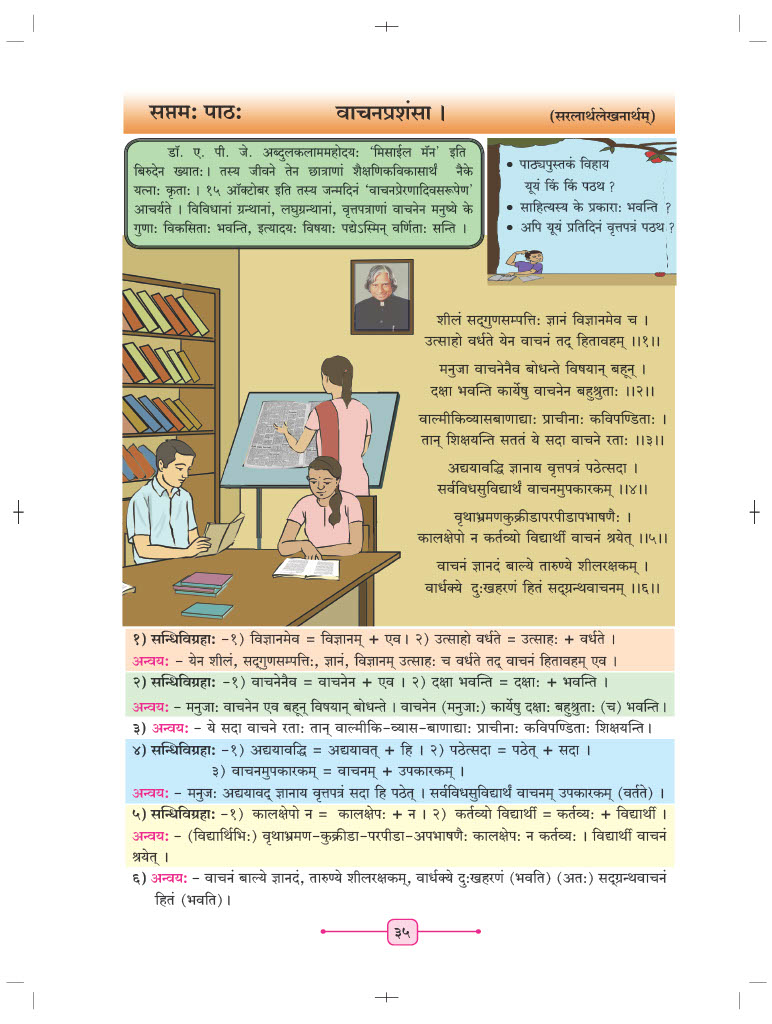 सप्तमः पाठः वाचनप्रशंसा । (सरलार्थलेखनार्थम्)
डॉ. ए. पी. जे. अब्दुलकलाममहोदयः ‘मिसाईल मॅन’ इति
बिरुदेन ख्यातः। तस्य जीवने तेन छात्राणां शैक्षणिकविकासार्थं नैके
यत्नाः कृताः । १५ ऑक्टोबर इति तस्य जन्मदिनं ‘वाचनप्रेरणादिवसरूपेण’
आचर्यते । विविधानां ग्रन्थानां, लघुग्रन्थानां, वृत्तपत्राणां वाचनेन मनुष्ये के
गुणाः विकसिताः भवन्ति, इत्यादयः विषयाः पद्येऽस्मिन् वर्णिताः सन्ति ।
• पाठ्यपुस्तकं विहाय
यूयं किं किं पठथ ?
• साहित्यस्य के प्रकाराः भवन्ति ?
• अपि यूयं प्रतिदिनं वृत्तपत्रं पठथ ?
शीलं सद्गुणसम्पत्तिः ज्ञानं विज्ञानमेव च ।
उत्साहो वर्धते येन वाचनं तद् हितावहम् ।।१।।
मनुजा वाचनेनैव बोधन्ते विषयान् बहून् ।
दक्षा भवन्ति कार्येषु वाचनेन बहुश्रुताः ।।२।।
वाल्मीकिव्यासबाणाद्याः प्राचीनाः कविपण्डिताः ।
तान् शिक्षयन्ति सततं ये सदा वाचने रताः ।।३।।
अद्ययावद्धि ज्ञानाय वृत्तपत्रं पठेत्सदा ।
सर्वविधसुविद्यार्थं वाचनमुपकारकम् ।।४।।
वृथाभ्रमणकुक्रीडापरपीडापभाषणैः ।
कालक्षेपो न कर्तव्यो विद्यार्थी वाचनं श्रयेत् ।।५।।
वाचनं ज्ञानदं बाल्ये तारुण्ये शीलरक्षकम् ।
वार्धक्ये दुःखहरणं हितं सद्ग्रन्थवाचनम् ।।६।।
१) सन्धिविग्रहाः -१) विज्ञानमेव = विज्ञानम् + एव। २) उत्साहो वर्धते = उत्साहः + वर्धते ।
अन्वयः - येन शीलं, सद्गुणसम्पत्तिः, ज्ञानं, विज्ञानम् उत्साहः च वर्धते तद् वाचनं हितावहम् एव ।
२) सन्धिविग्रहाः -१) वाचनेनैव = वाचनेन + एव । २) दक्षा भवन्ति = दक्षाः + भवन्ति ।
अन्वयः - मनुजाः वाचनेन एव बहून् विषयान् बोधन्ते । वाचनेन (मनुजाः) कार्येषु दक्षाः बहुश्रुताः (च) भवन्ति।
३) अन्वयः - ये सदा वाचने रताः तान् वाल्मीकि-व्यास-बाणाद्याः प्राचीनाः कविपण्डिताः शिक्षयन्ति।
४) सन्धिविग्रहाः -१) अद्ययावद्धि = अद्ययावत् + हि । २) पठेत्सदा = पठेत् + सदा ।
३) वाचनमुपकारकम् = वाचनम् + उपकारकम् ।
अन्वयः - मनुजः अद्ययावद् ज्ञानाय वृत्तपत्रं सदा हि पठेत् । सर्वविधसुविद्यार्थं वाचनम् उपकारकम् (वर्तते) ।
५) सन्धिविग्रहाः -१) कालक्षेपो न = कालक्षेपः + न । २) कर्तव्यो विद्यार्थी = कर्तव्यः + विद्यार्थी ।
अन्वयः - (विद्यार्थिभिः) वृथाभ्रमण-कुक्रीडा-परपीडा-अपभाषणैः कालक्षेपः न कर्तव्यः । विद्यार्थी वाचनं
श्रयेत् ।
६) अन्वयः - वाचनं बाल्ये ज्ञानदं, तारुण्ये शीलरक्षकम्, वार्धक्ये दुःखहरणं (भवति) (अतः) सद्ग्रन्थवाचनं
हितं (भवति)।
३५